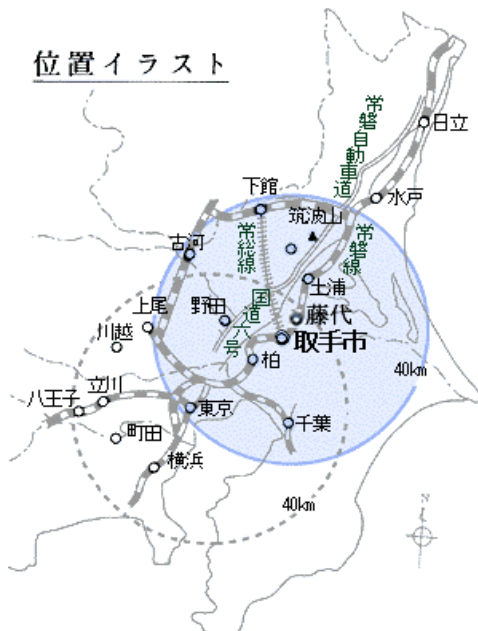 位置イラスト
日立
常磐自動車道
水戸
下館
筑波山
古河
常総線
常磐線
土浦
国道六号
上尾
野田
藤代
川越
取手市
柏
40km
立川
八王子
東京
千葉
町田
横浜
40km
N